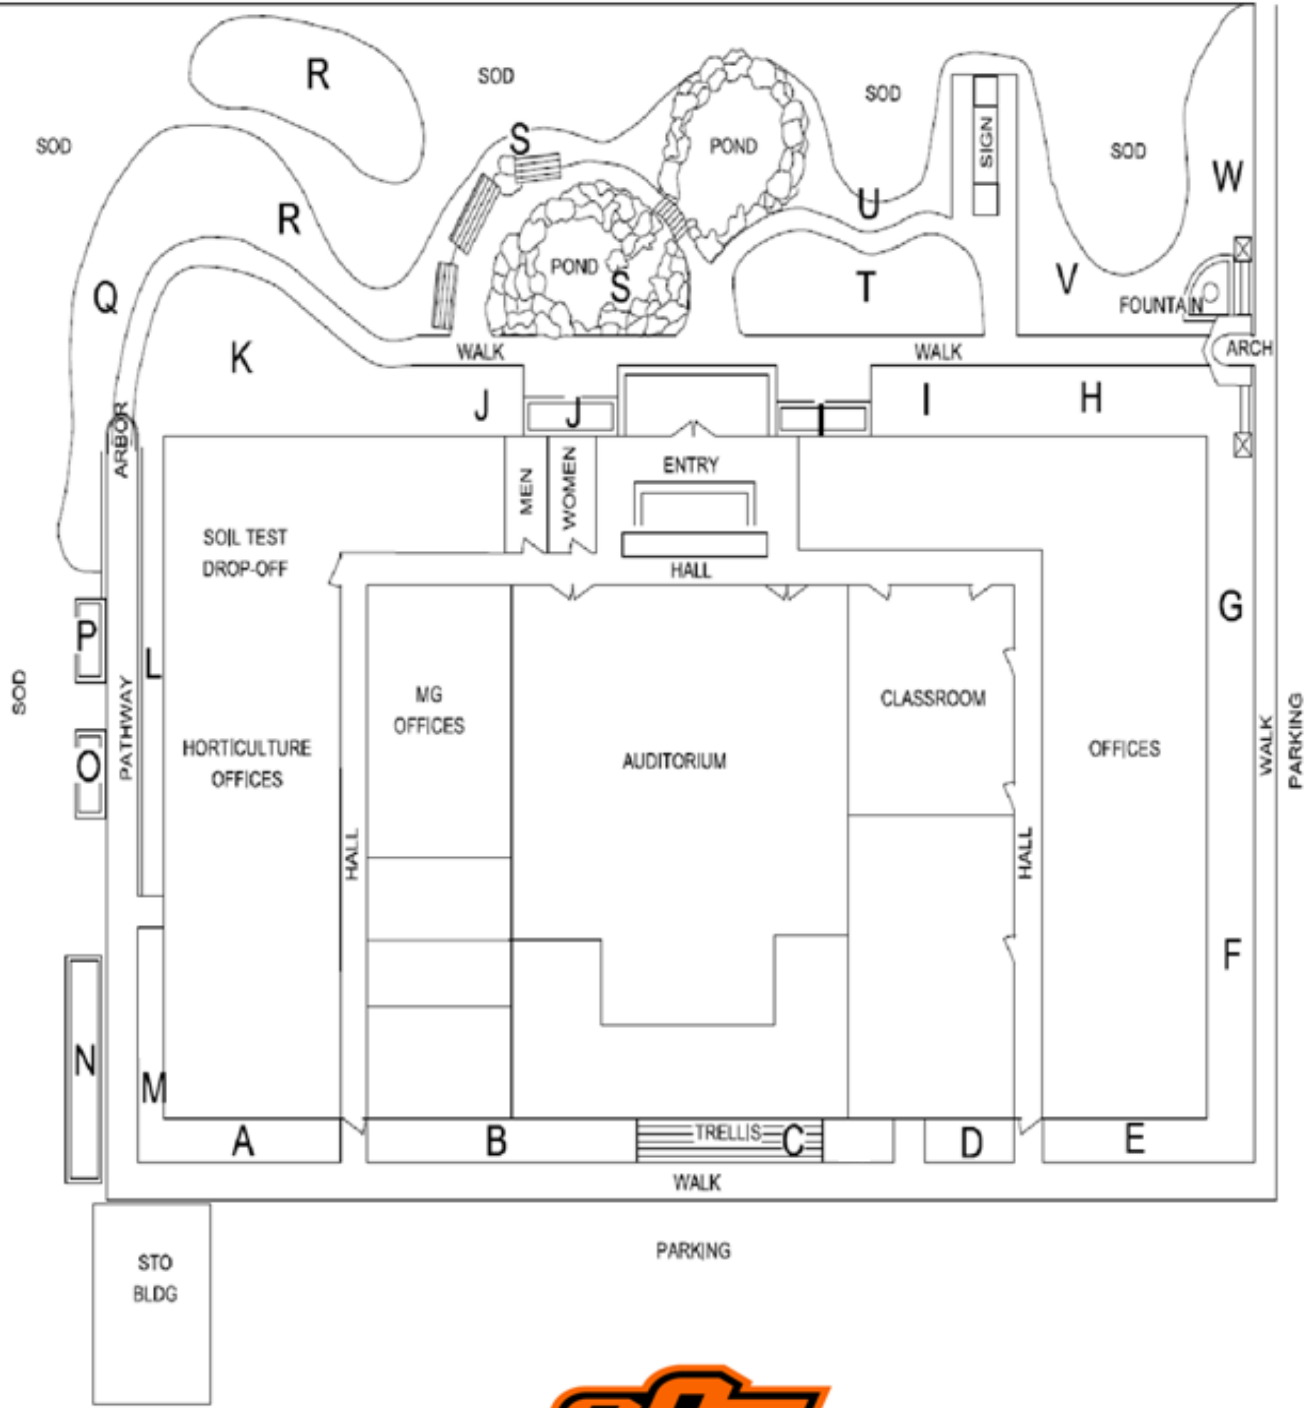 R
SOD
SOD
SOD
S
POND
SIGN
SOD
W
R
U
Q
POND
S
T
V
FOUNTAIN
K
WALK
WALK
ARCH
J
J
I
I
H
ARBOR
MEN
WOMEN
ENTRY
SOIL TEST
DROP-OFF
HALL
G
P
L
SOD
PATHWAY
MG
OFFICES
CLASSROOM
O
HORTICULTURE
OFFICES
AUDITORIUM
OFFICES
WALK
PARKING
HALL
HALL
F
N
M
A
B
TRELLIS
C
D
E
WALK
PARKING
STO
BLDG